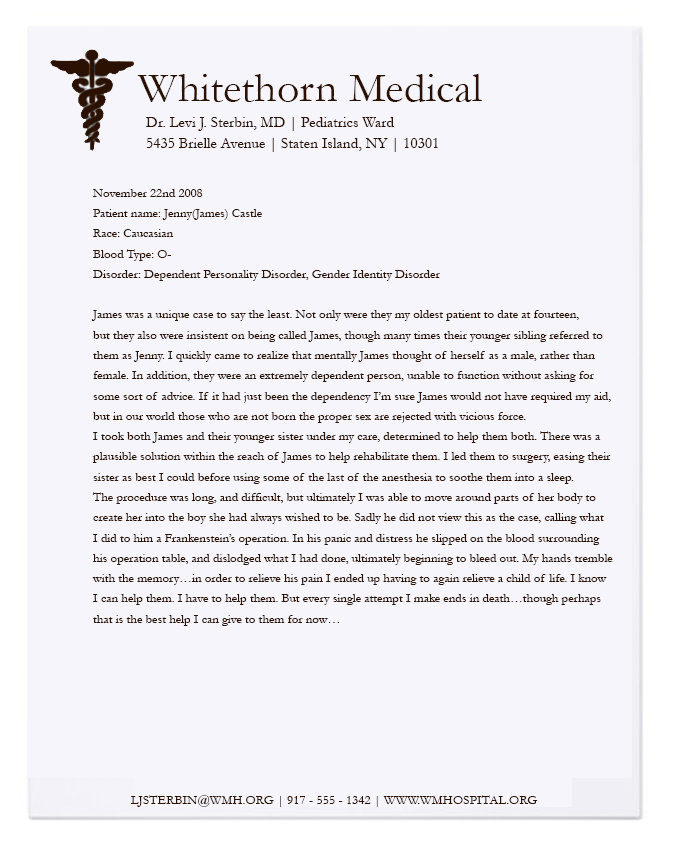 Whitethorn Medical
Dr. Levi J. Sterbin, MD | Pediatrics Ward
5435 Brielle Avenue | Staten Island, NY | 10301
November 22nd 2008
Patient name: Jenny(James) Castle
Race: Caucasian
Blood Type: O-
Disorder: Dependent Personality Disorder, Gender Identity Disorder
James was a unique case to say the least. Not only were they my oldest patient to date at fourteen,
but they also were insistent on being called James, though many times their younger sibling referred to
them as Jenny. I quickly came to realize that mentally James thought of herself as a male, rather than
female. In addition, they were an extremely dependent person, unable to function without asking for
some sort of advice. If it had just been the dependency I'm sure James would not have required my aid,
but in our world those who are not born the proper sex are rejected with vicious force.
I took both James and their younger sister under my care, determined to help them both. There was a
plausible solution within the reach of James to help rehabilitate them. I led them to surgery, easing their
sister as best I could before using some of the last of the anesthesia to soothe them into a sleep.
The procedure was long, and difficult, but ultimately I was able to move around parts of her body to
create her into the boy she had always wished to be. Sadly he did not view this as the case, calling what
I did to him a Frankenstein's operation. In his panic and distress he slipped on the blood surrounding
his operation table, and dislodged what I had done, ultimately beginning to bleed out. My hands tremble
with the memory…in order to relieve his pain I ended up having to again relieve a child of life. I know
I can help them. I have to help them. But every single attempt I make ends in death…though perhaps
that is the best help I can give to them for now…
LJSTERBIN@WMH.ORG | 917 - 555 - 1342 | WWW.WMHOSPITAL.ORG